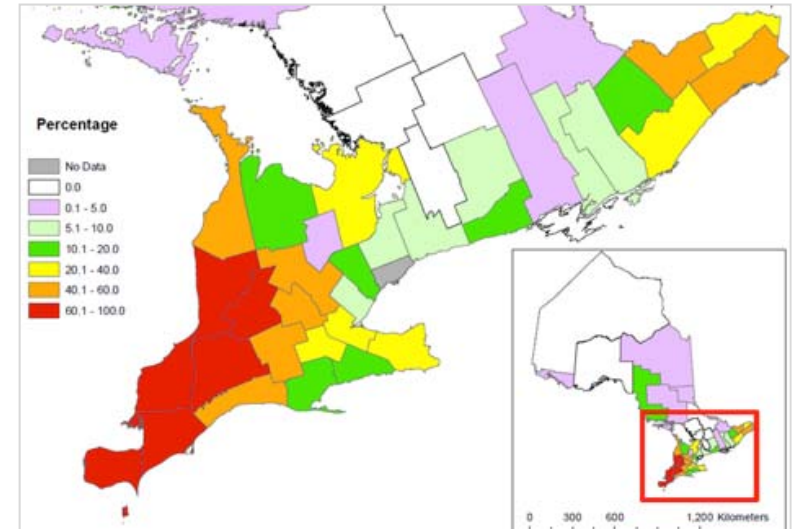 Percentage
No Data
0.0
0.1 - 5.0
5.1 - 10.0
10.1 - 20.0
20.1 - 40.0
40.1 - 60.0
60.1 - 100.0
0 300 600 1,200 Kilometers